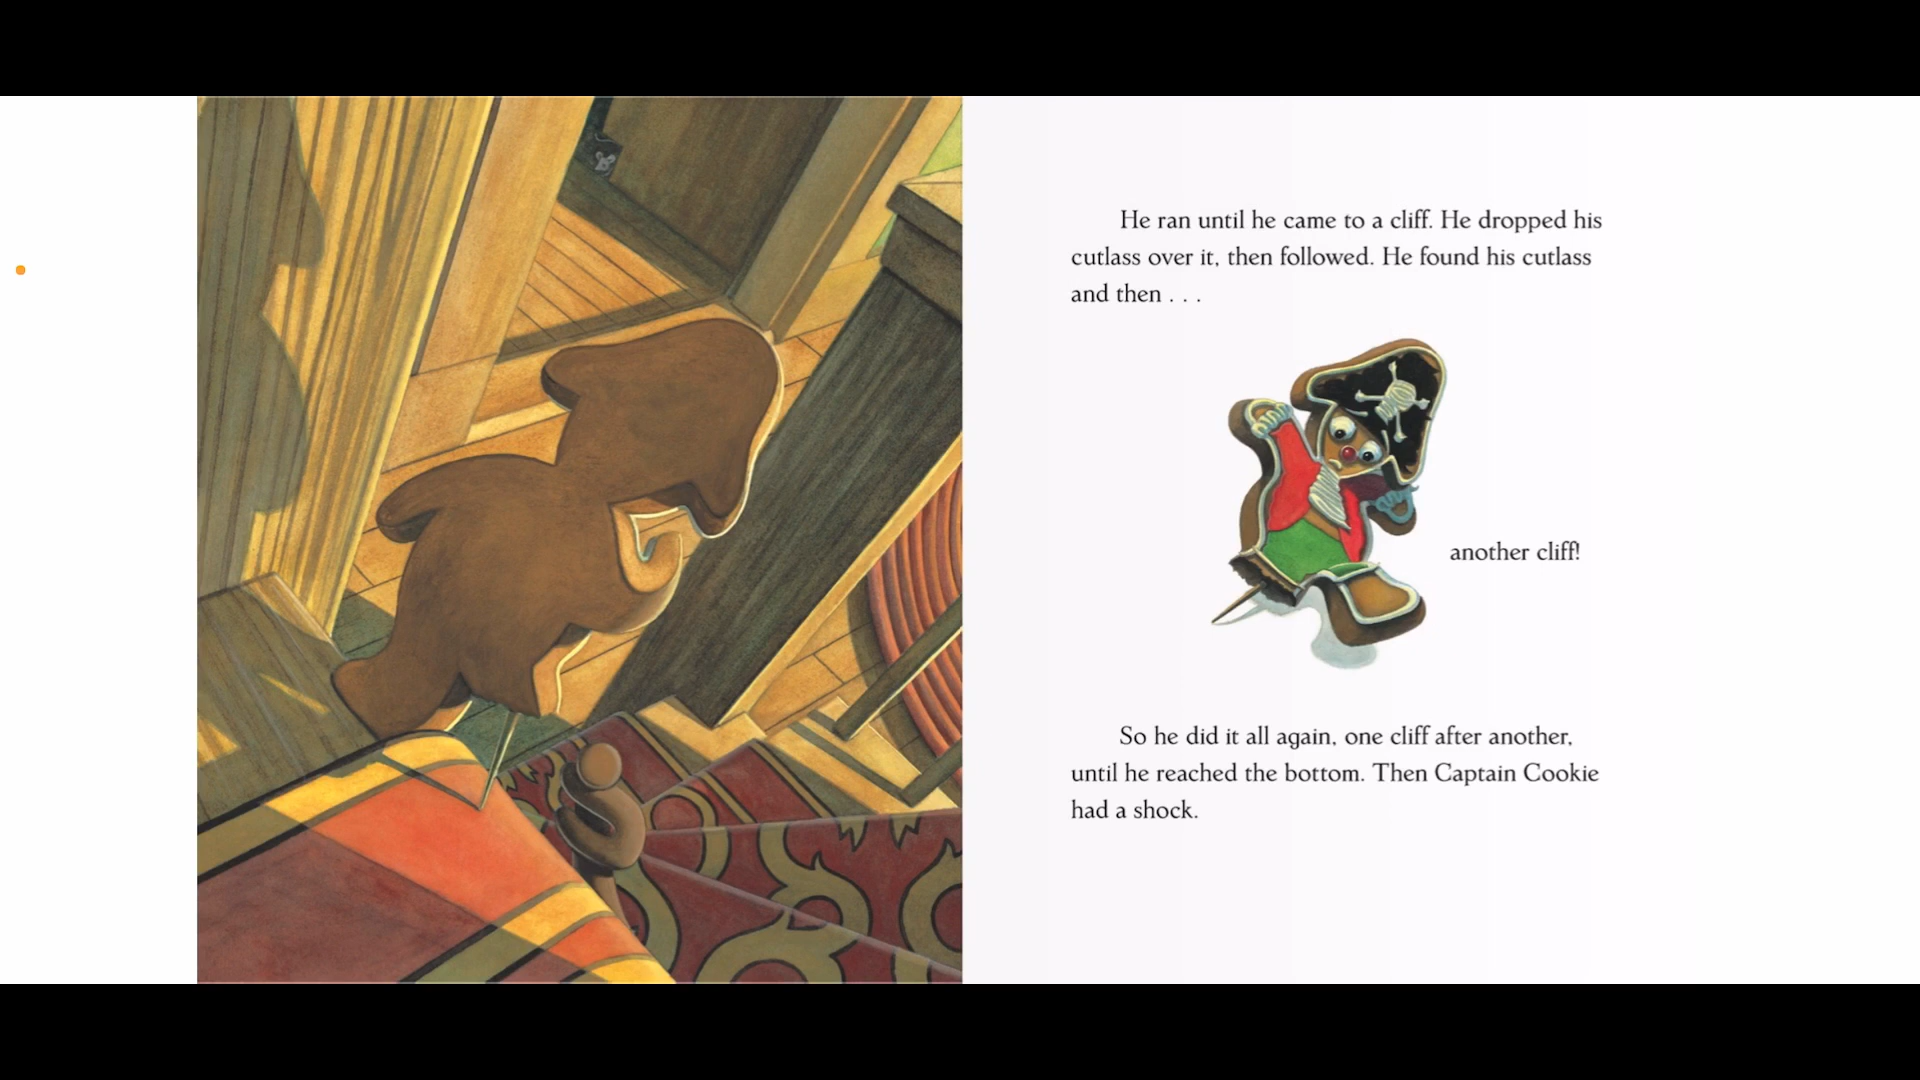 He ran until he came to a cliff. He dropped his
cutlass over it, then followed. He found his cutlass
and then . . .
another cliff!
So he did it all again, one cliff after another,
until he reached the bottom. Then Captain Cookie
had a shock.